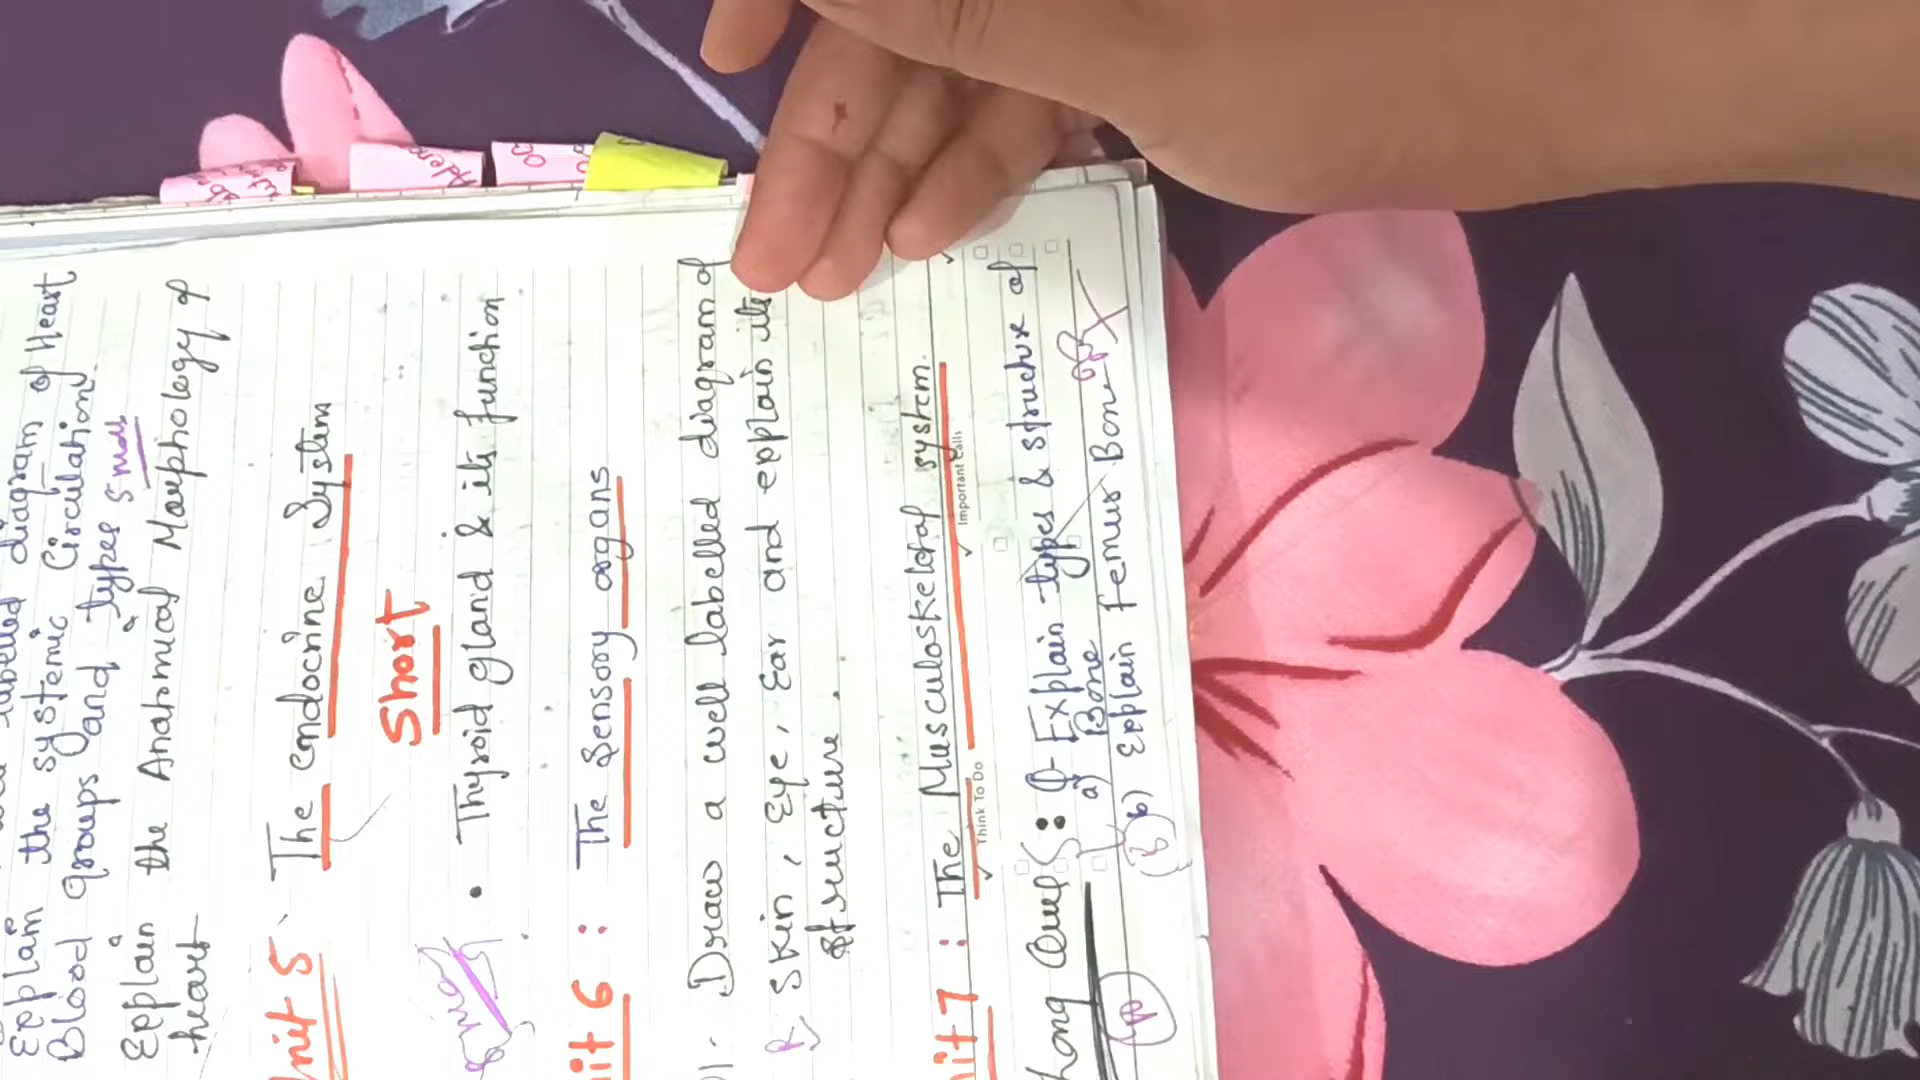 Explain the systemic Circulation.
Blood groups and types small
Explain the Anatomical Morphology of
heart
Unit 5 The endocrine System
Short
• Thyroid gland & its function
Unit 6 : The Sensory organs
Draw a well labelled diagram of
Skin, Eye, Ear and explain its
structure.
Unit 7 : The Musculoskeletal system.
✓ Think To Do ✓ Important Calls
Long Que : Q- Explain types & structure of
a) Bone
b) Explain Femur Bone